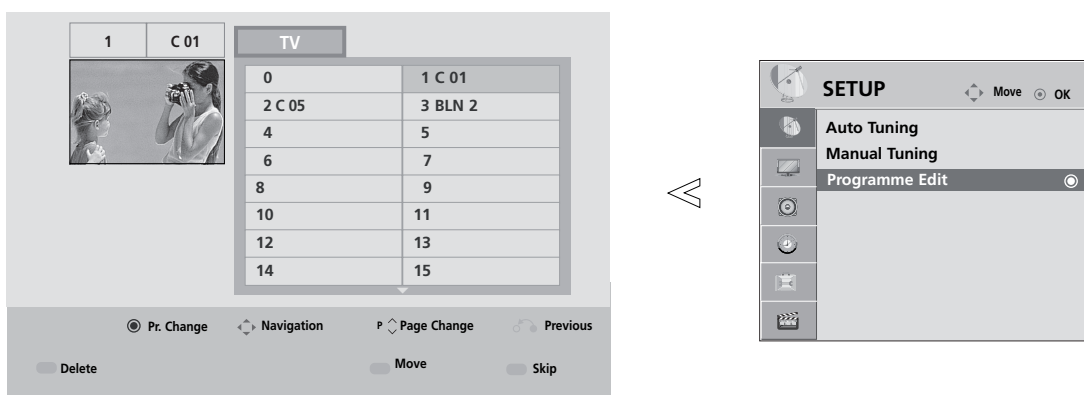 1 C 01
TV
0 1 C 01
2 C 05 3 BLN 2
4 5
6 7
8 9
10 11
12 13
14 15
Pr. Change Navigation P Page Change Previous
Delete Move Skip
SETUP Move OK
Auto Tuning
Manual Tuning
Programme Edit